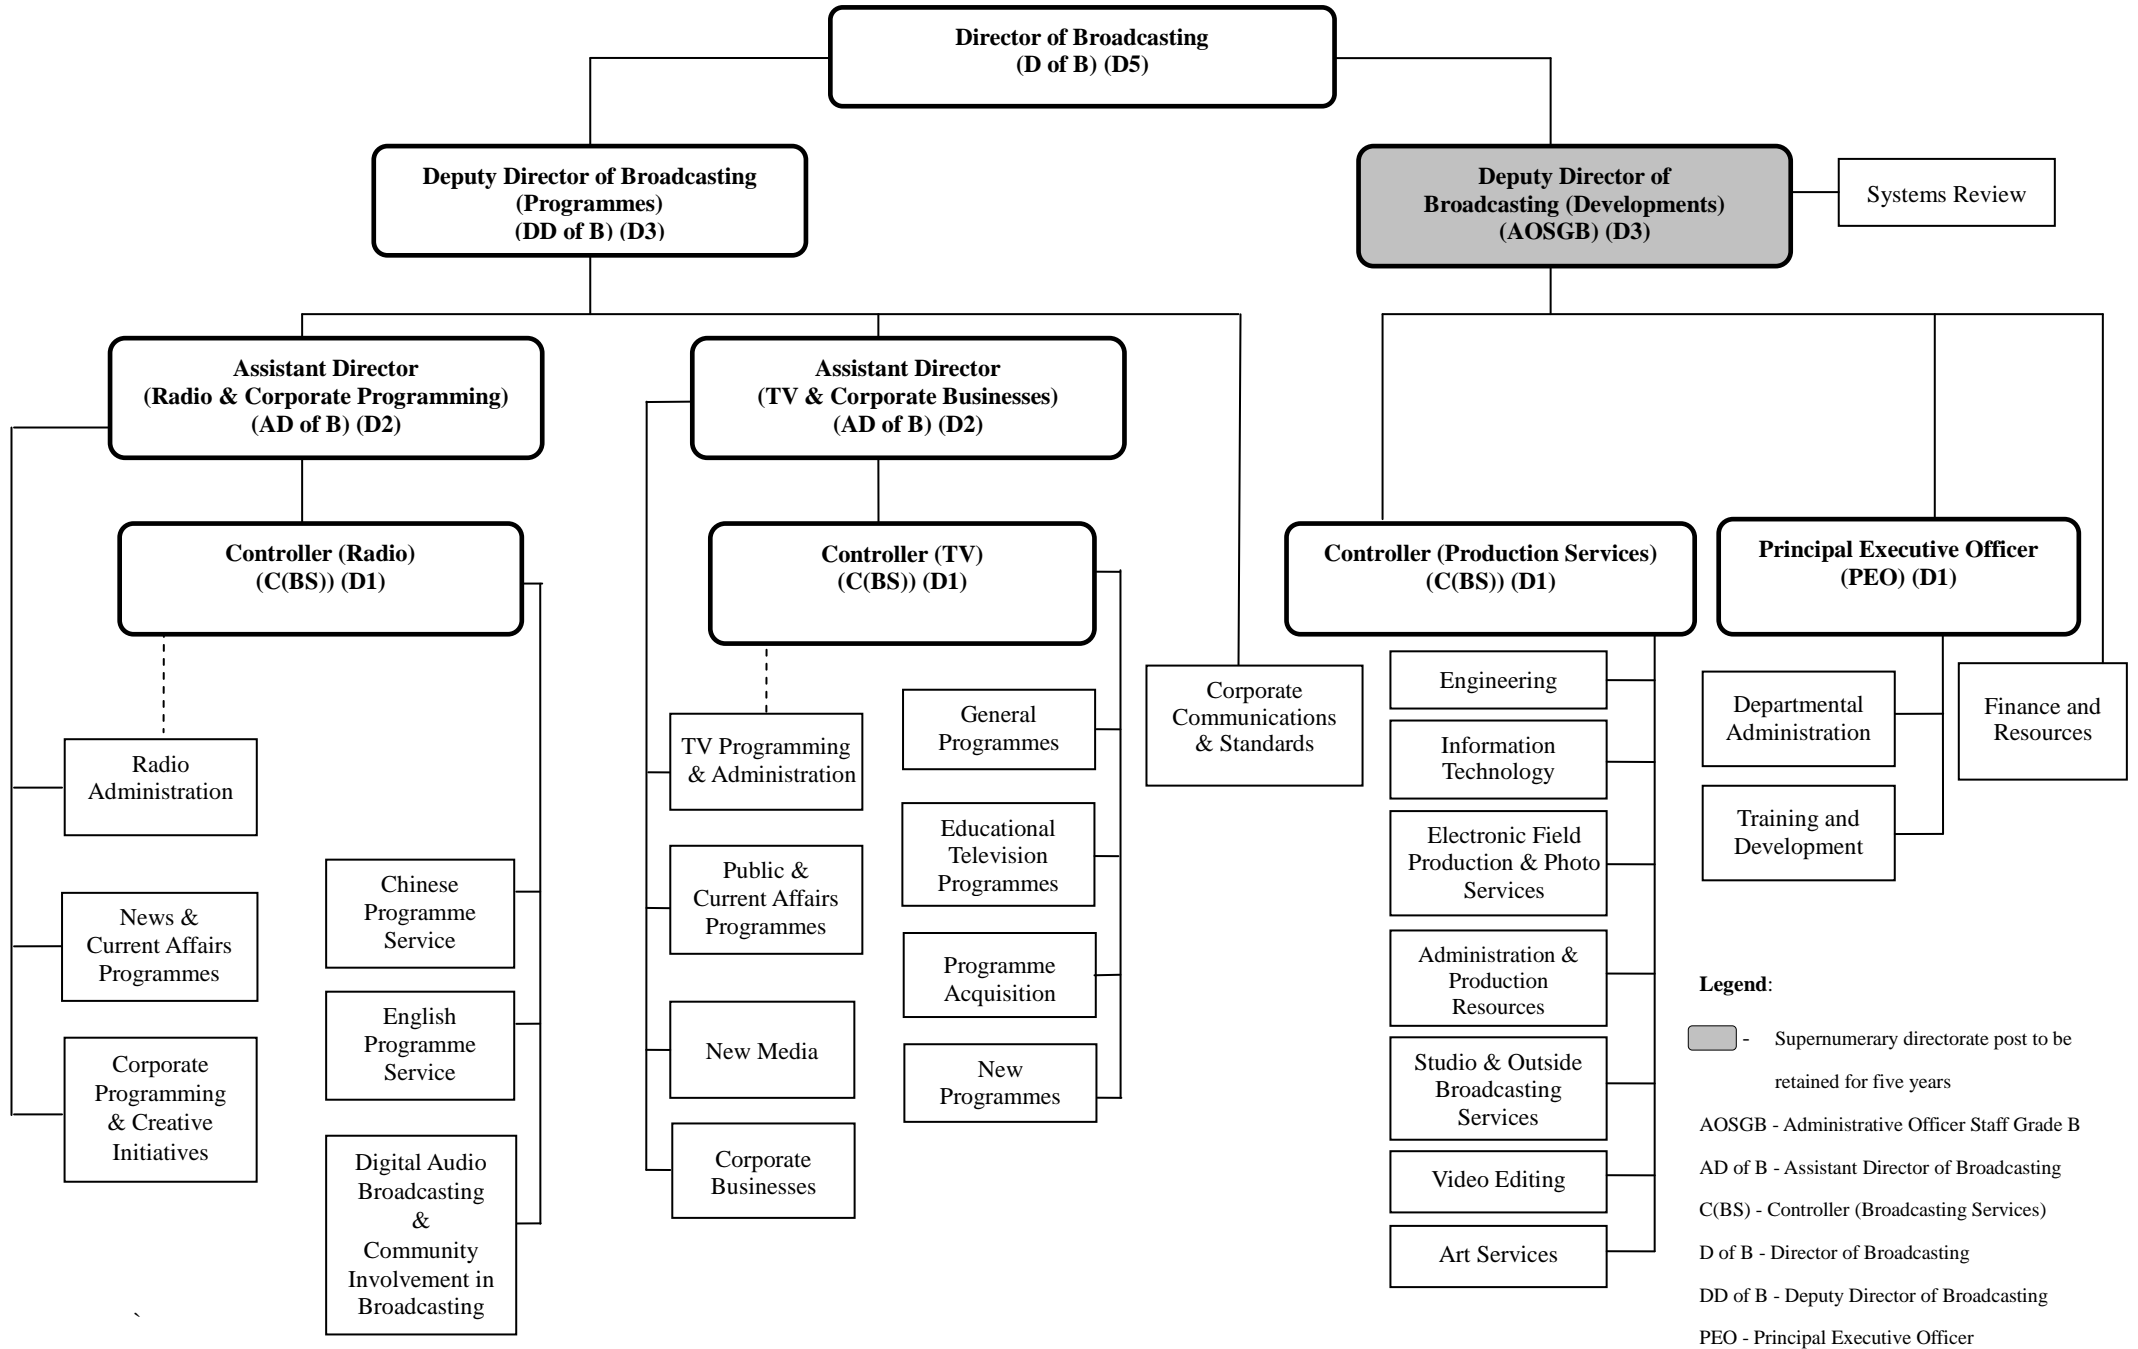 Director of Broadcasting
(D of B) (D5)
Deputy Director of Broadcasting
(Programmes)
(DD of B) (D3)
Deputy Director of
Broadcasting (Developments)
(AOSGB) (D3)
Systems Review
Assistant Director
(Radio & Corporate Programming)
(AD of B) (D2)
Assistant Director
(TV & Corporate Businesses)
(AD of B) (D2)
Controller (Radio)
(C(BS)) (D1)
Controller (TV)
(C(BS)) (D1)
Controller (Production Services)
(C(BS)) (D1)
Principal Executive Officer
(PEO) (D1)
Radio
Administration
News &
Current Affairs
Programmes
Corporate
Programming
& Creative
Initiatives
Chinese
Programme
Service
English
Programme
Service
Digital Audio
Broadcasting
&
Community
Involvement in
Broadcasting
TV Programming
& Administration
Public &
Current Affairs
Programmes
New Media
Corporate
Businesses
General
Programmes
Educational
Television
Programmes
Programme
Acquisition
New
Programmes
Corporate
Communications
& Standards
Engineering
Information
Technology
Electronic Field
Production & Photo
Services
Administration &
Production
Resources
Studio & Outside
Broadcasting
Services
Video Editing
Art Services
Departmental
Administration
Training and
Development
Finance and
Resources
Legend:
- Supernumerary directorate post to be
retained for five years
AOSGB - Administrative Officer Staff Grade B
AD of B - Assistant Director of Broadcasting
C(BS) - Controller (Broadcasting Services)
D of B - Director of Broadcasting
DD of B - Deputy Director of Broadcasting
PEO - Principal Executive Officer
`